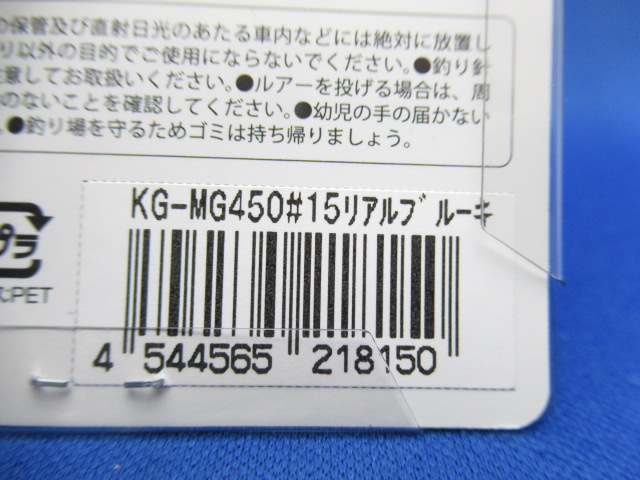 の保管及び直射日光のあたる車内などには絶対に放置し
り以外の目的でご使用にならないでください。●釣り針
注意してお取扱いください。●ルアーを投げる場合は、周
のないことを確認してください。●幼児の手の届かない
。●釣り場を守るためゴミは持ち帰りましょう。
プラ
:PET
KG-MG450#15リアルブルーキ
4 544565 218150